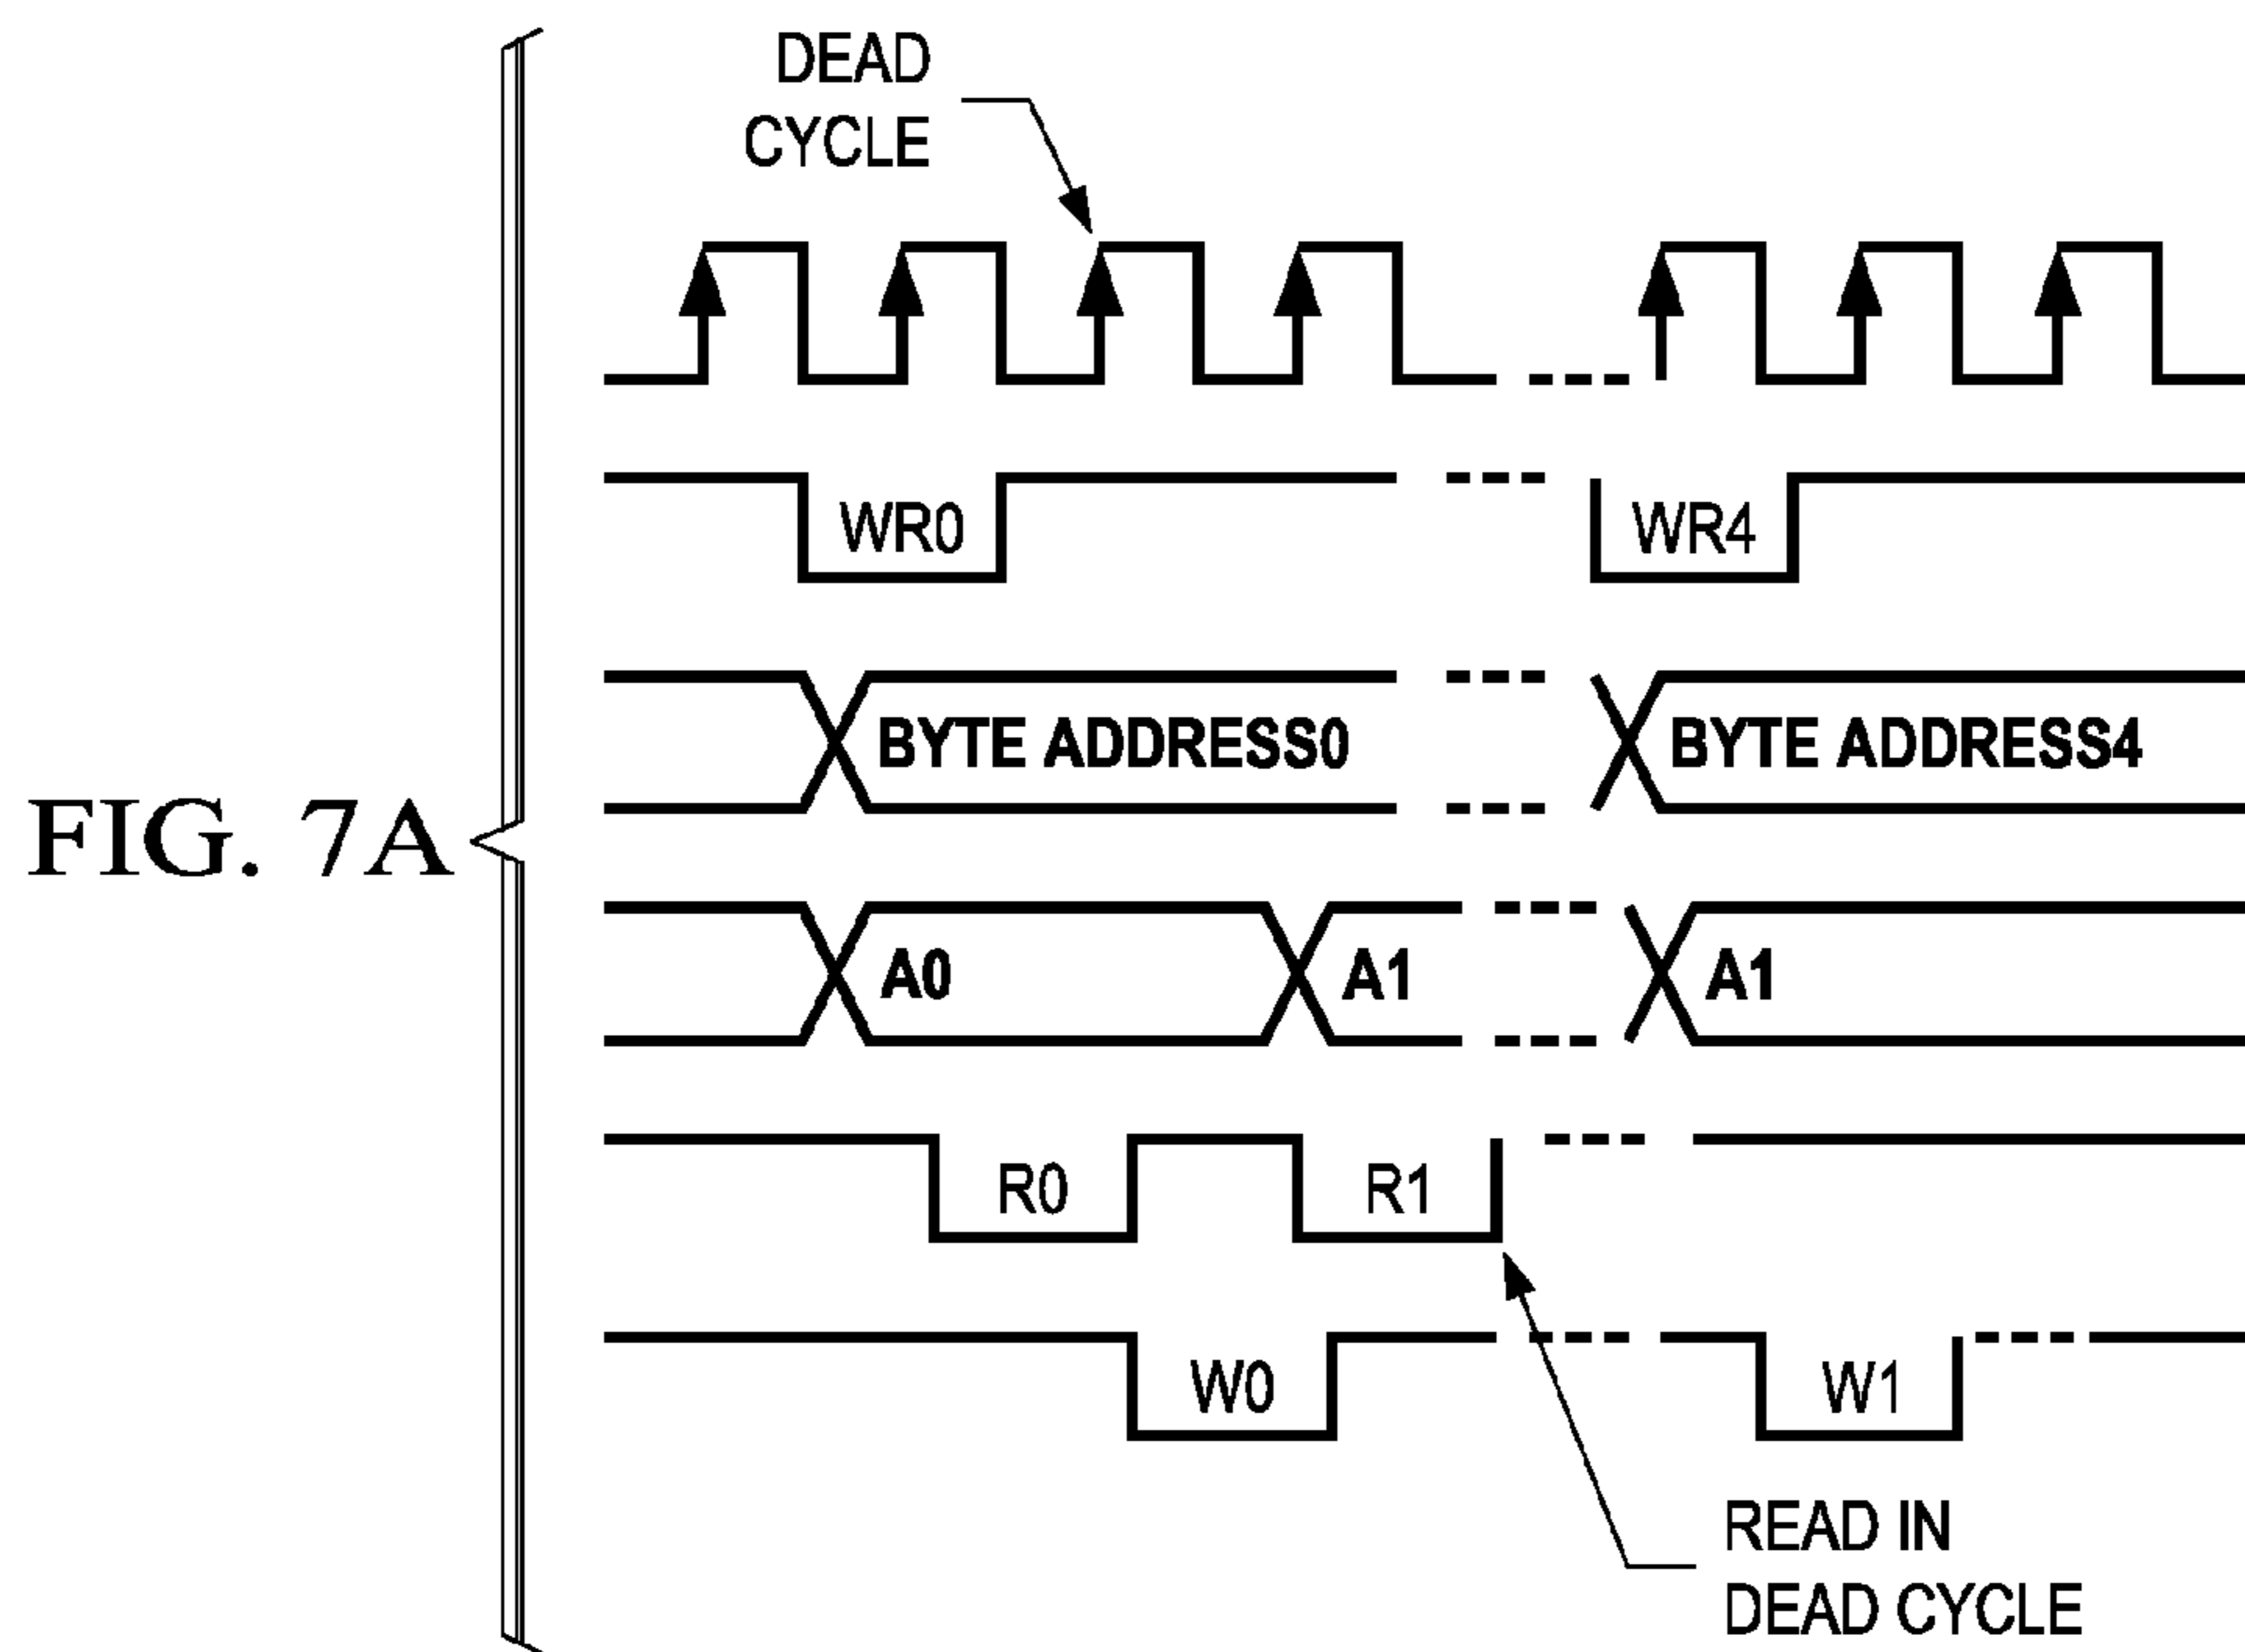 DEAD
CYCLE
WR0
WR4
BYTE ADDRESS0
BYTE ADDRESS4
FIG. 7A
A0
A1
A1
R0
R1
W0
W1
READ IN
DEAD CYCLE